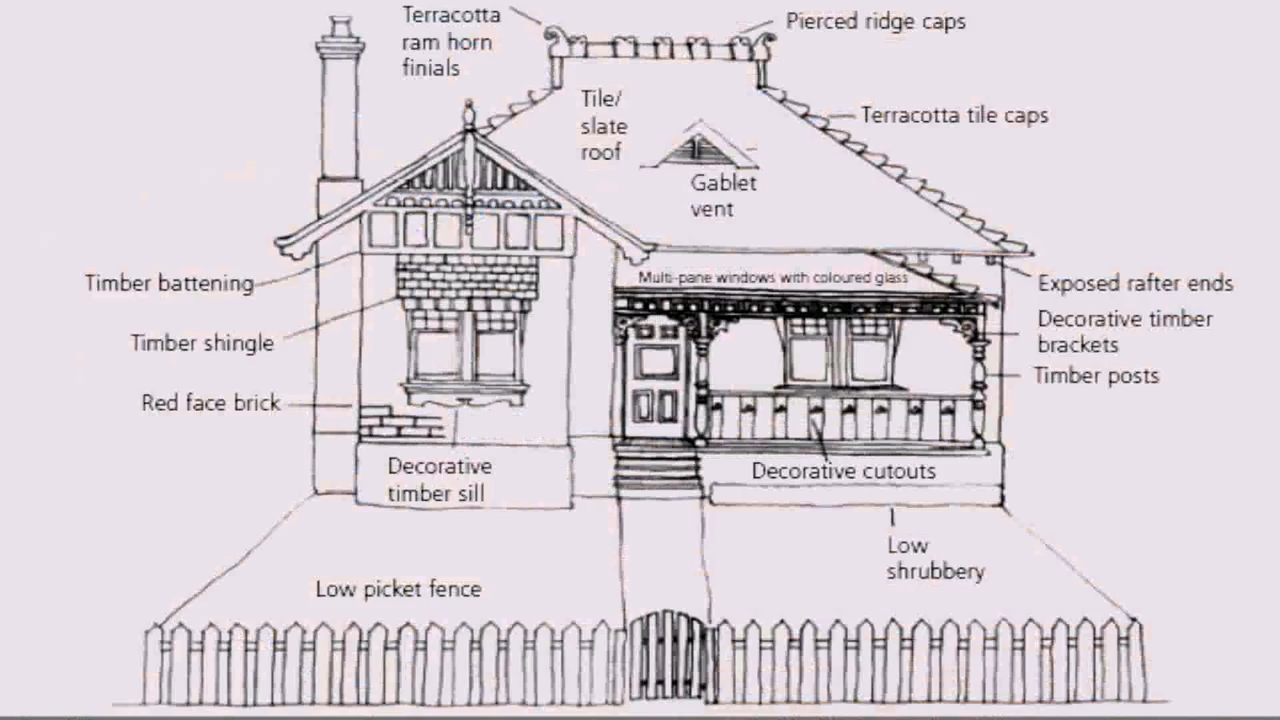 Terracotta
ram horn
finials
Pierced ridge caps
Tile/
slate
roof
Terracotta tile caps
Gablet
vent
Timber battening
Multi-pane windows with coloured glass
Exposed rafter ends
Decorative timber
brackets
Timber shingle
Timber posts
Red face brick
Decorative
timber sill
Decorative cutouts
Low
shrubbery
Low picket fence